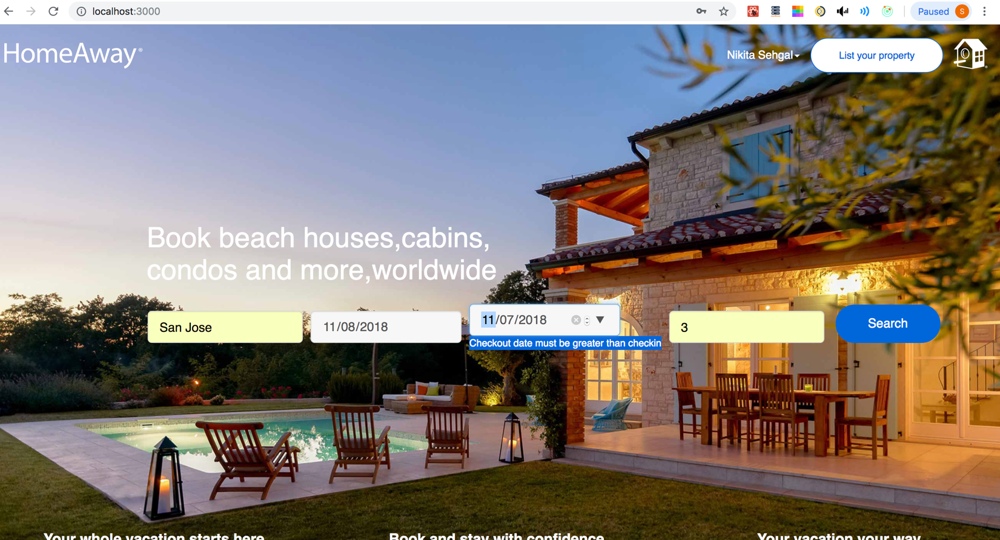 localhost:3000
Paused
S
HomeAway®
Nikita Sehgal
List your property
Book beach houses,cabins,
condos and more,worldwide
San Jose
11/08/2018
11/07/2018
3
Search
Checkout date must be greater than checkin
Your whole vacation starts here
Book and stay with confidence
Your vacation your way